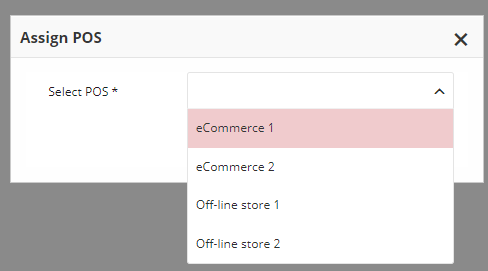 Assign POS
Select POS *
eCommerce 1
eCommerce 2
Off-line store 1
Off-line store 2